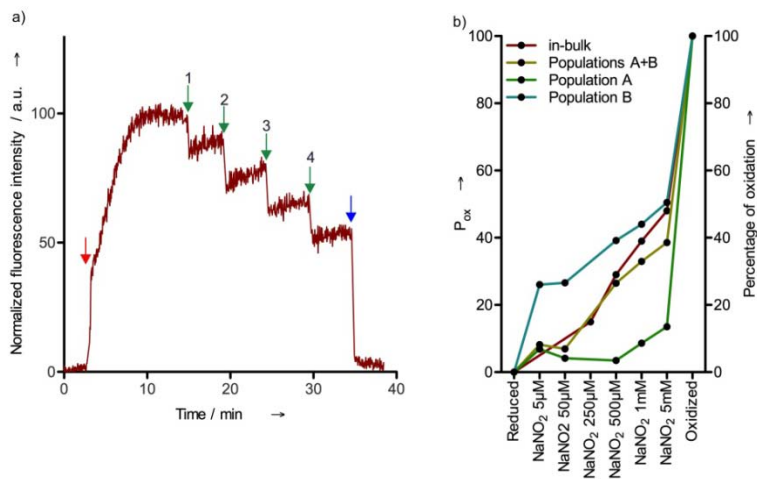 a)
Normalized fluorescence intensity / a.u. →
100
50
0
1
2
3
4
0 10 20 30 40
Time / min →
b)
in-bulk
Populations A+B
Population A
Population B
Pox →
100
80
60
40
20
0
100
80
60
40
20
0
Percentage of oxidation →
Reduced
NaNO2 5µM
NaNO2 50µM
NaNO2 250µM
NaNO2 500µM
NaNO2 1mM
NaNO2 5mM
Oxidized